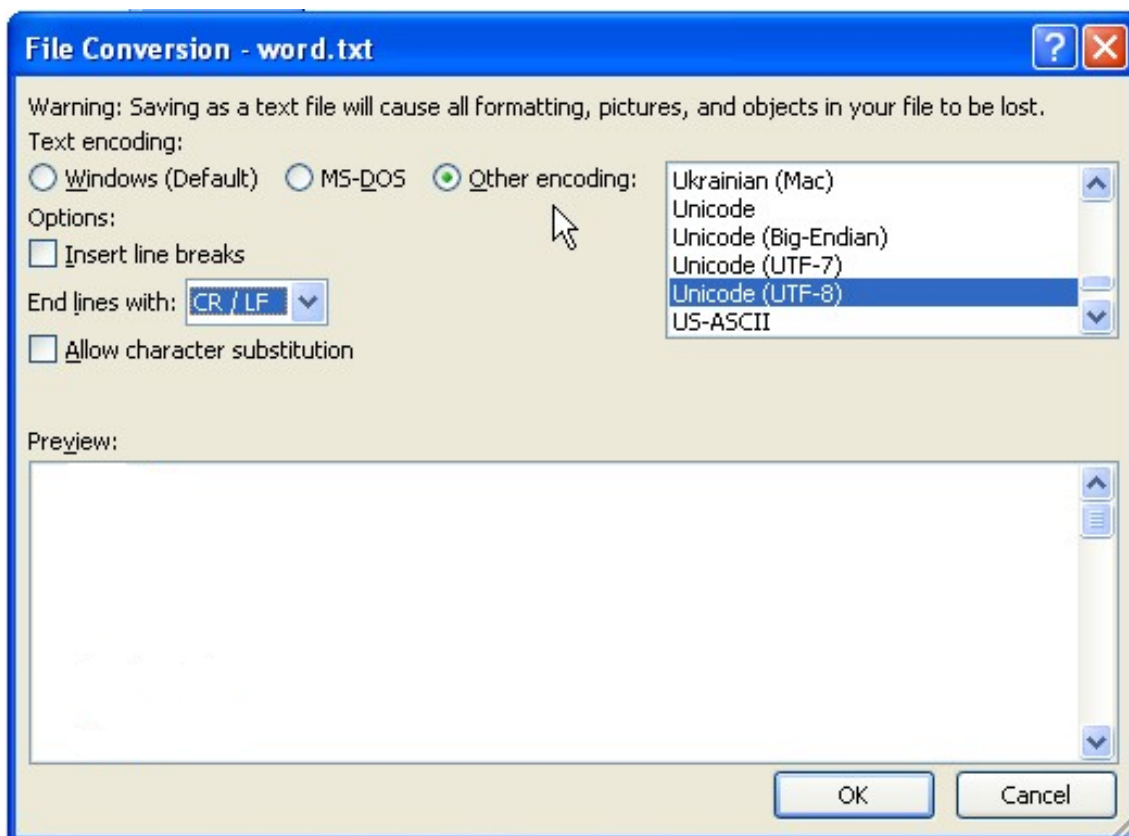 File Conversion - word.txt
Warning: Saving as a text file will cause all formatting, pictures, and objects in your file to be lost.
Text encoding:
Windows (Default) MS-DOS Other encoding:
Options:
Insert line breaks
End lines with: CR / LF
Allow character substitution
Ukrainian (Mac)
Unicode
Unicode (Big-Endian)
Unicode (UTF-7)
Unicode (UTF-8)
US-ASCII
Preview:
OK Cancel